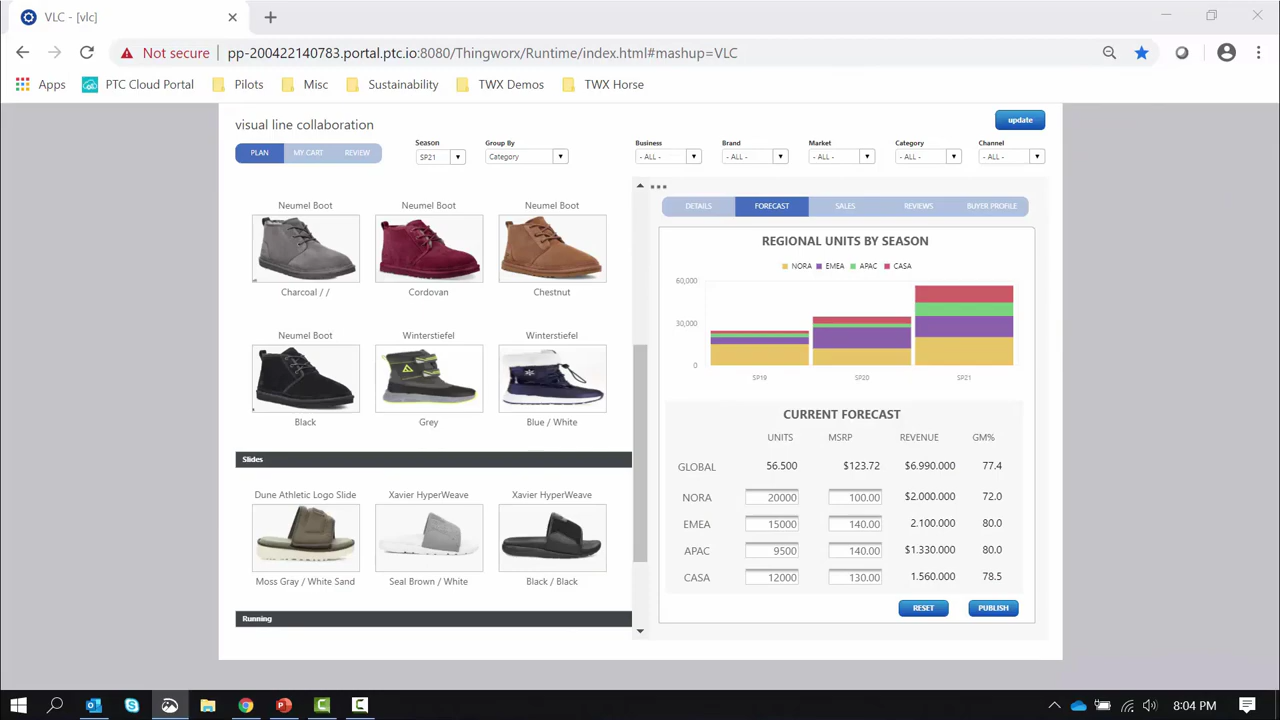 VLC - [vlc]
Not secure
pp-200422140783.portal.ptc.io:8080/Thingworx/Runtime/index.html#mashup=VLC
Apps PTC Cloud Portal Pilots Misc Sustainability TWX Demos TWX Horse
visual line collaboration
update
PLAN MY CART REVIEW
Season
SP21
Group By
Category
Business
- ALL -
Brand
- ALL -
Market
- ALL -
Category
- ALL -
Channel
- ALL -
Neumel Boot Neumel Boot Neumel Boot
Charcoal / / Cordovan Chestnut
Neumel Boot Winterstiefel Winterstiefel
Black Grey Blue / White
Slides
Dune Athletic Logo Slide Xavier HyperWeave Xavier HyperWeave
Moss Gray / White Sand Seal Brown / White Black / Black
Running
DETAILS FORECAST SALES REVIEWS BUYER PROFILE
REGIONAL UNITS BY SEASON
NORA EMEA APAC CASA
60,000
30,000
0
SP19 SP20 SP21
CURRENT FORECAST
UNITS MSRP REVENUE GM%
GLOBAL 56.500 $123.72 $6.990.000 77.4
NORA 20000 100.00 $2.000.000 72.0
EMEA 15000 140.00 2.100.000 80.0
APAC 9500 140.00 $1.330.000 80.0
CASA 12000 130.00 1.560.000 78.5
RESET PUBLISH
8:04 PM